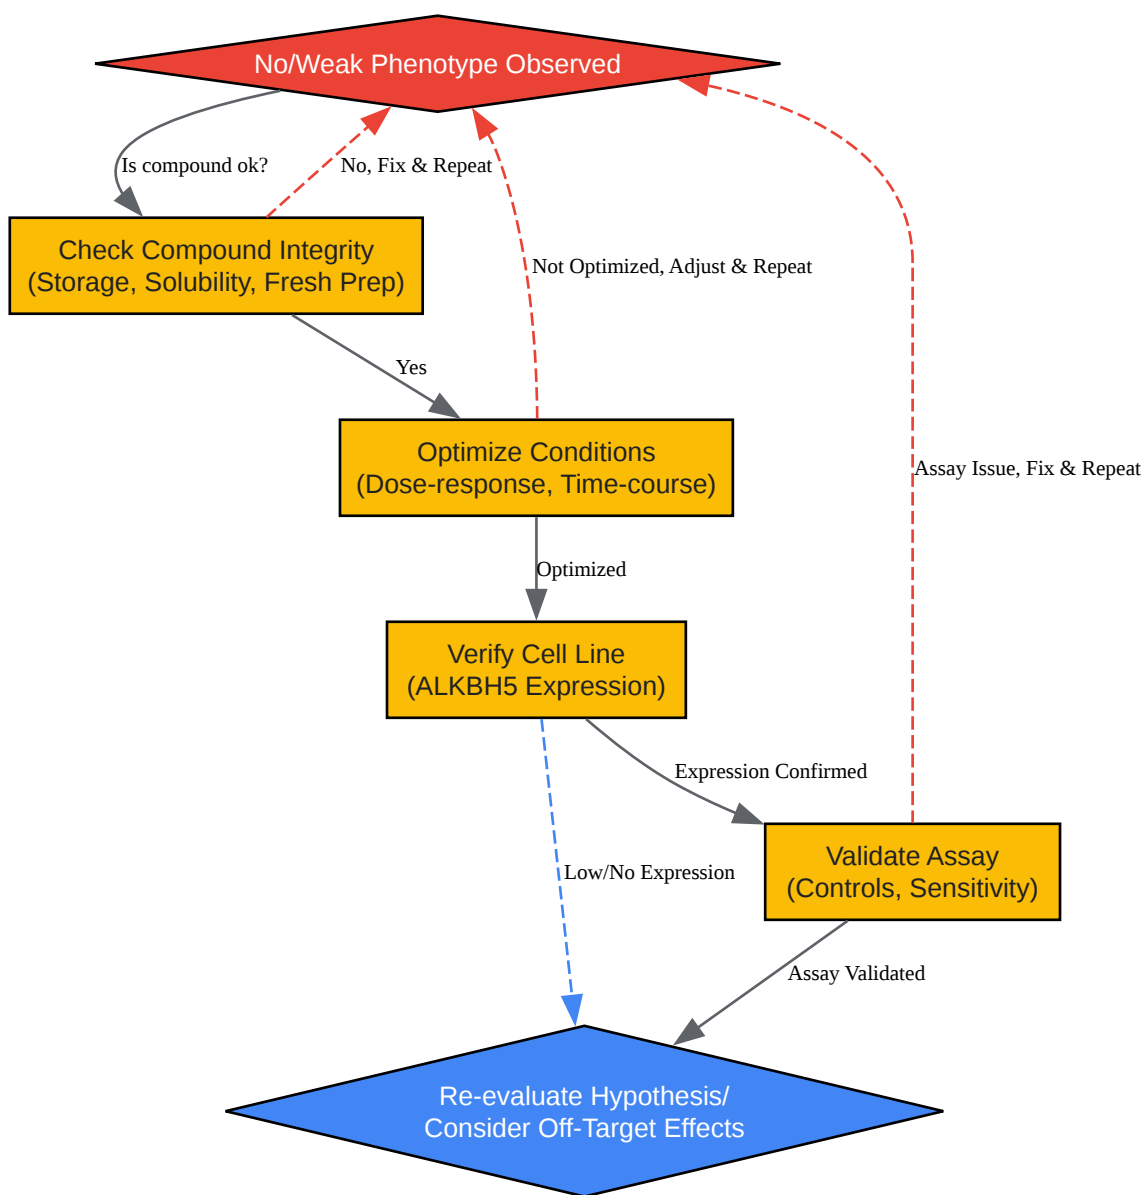 No/Weak Phenotype Observed
Is compound ok?
No, Fix & Repeat
Check Compound Integrity
(Storage, Solubility, Fresh Prep)
Not Optimized, Adjust & Repeat
Yes
Optimize Conditions
(Dose-response, Time-course)
Assay Issue, Fix & Repeat
Optimized
Verify Cell Line
(ALKBH5 Expression)
Expression Confirmed
Validate Assay
(Controls, Sensitivity)
Low/No Expression
Assay Validated
Re-evaluate Hypothesis/
Consider Off-Target Effects